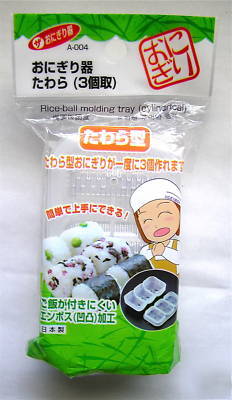 ザ おにぎり器
A-004
おにぎり器
たわら (3個取)
おにぎり
Rice-ball molding tray (cylindrical)
たわら型
たわら型おにぎりが一度に3個作れます
簡単で上手にできる!
ご飯が付きにくい
エンボス(凹凸)加工
日本製